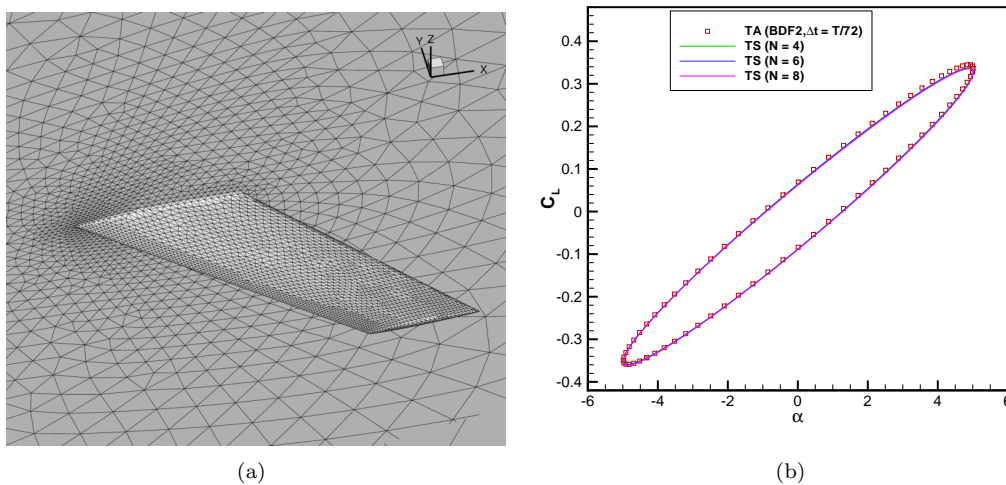 Y Z
X
TA (BDF2,Δt = T/72)
TS (N = 4)
TS (N = 6)
TS (N = 8)
C_L
0.4
0.3
0.2
0.1
0
-0.1
-0.2
-0.3
-0.4
-6 -4 -2 0 2 4 6
α
(a) (b)